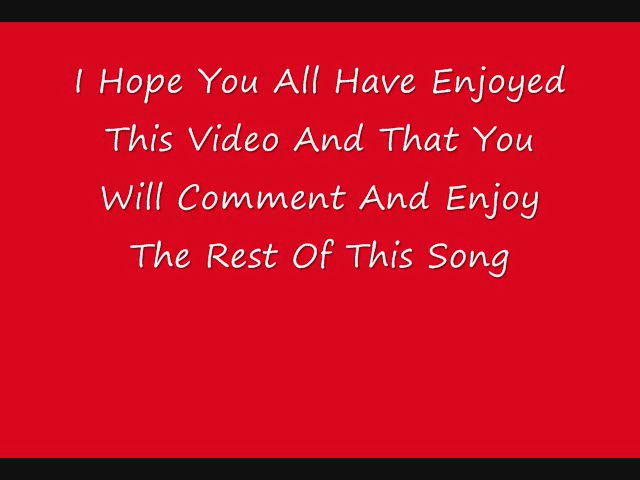 I Hope You All Have Enjoyed
This Video And That You
Will Comment And Enjoy
The Rest Of This Song